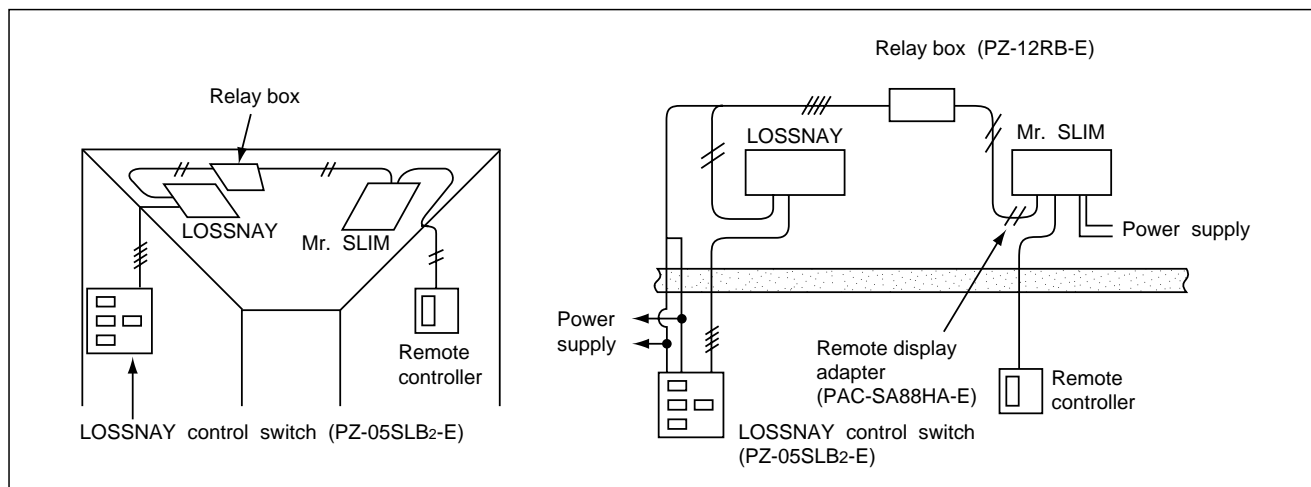 Relay box
LOSSNAY
Mr. SLIM
Remote
controller
LOSSNAY control switch (PZ-05SLB2-E)
Relay box (PZ-12RB-E)
LOSSNAY
Mr. SLIM
Power supply
Power
supply
Remote display
adapter
(PAC-SA88HA-E)
Remote
controller
LOSSNAY control switch
(PZ-05SLB2-E)